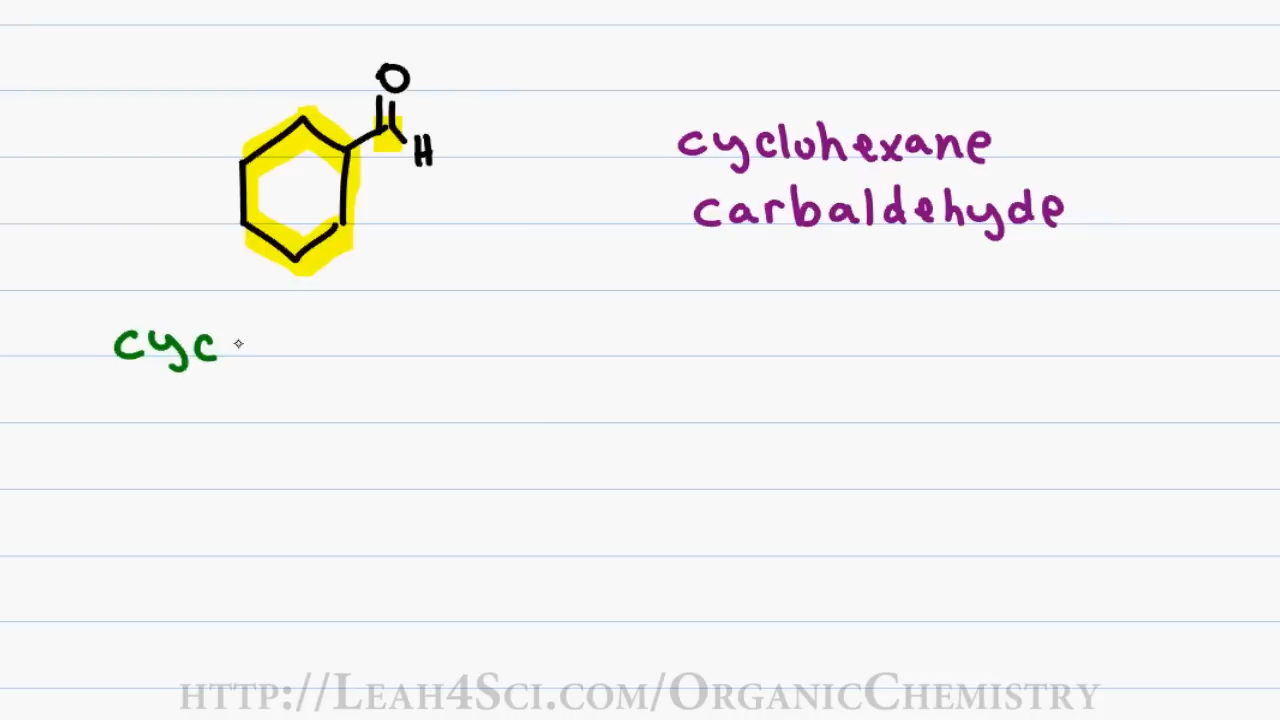 O
H
cyclohexane
carbaldehyde
cyc
HTTP://LEAH4SCI.COM/ORGANICCHEMISTRY